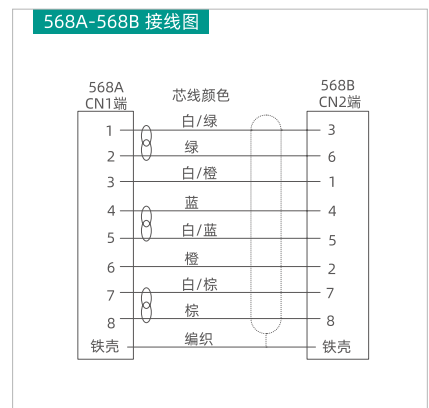 568A-568B 接线图
568A
CN1端
芯线颜色
568B
CN2端
1 白/绿 3
2 绿 6
3 白/橙 1
4 蓝 4
5 白/蓝 5
6 橙 2
7 白/棕 7
8 棕 8
铁壳 编织 铁壳